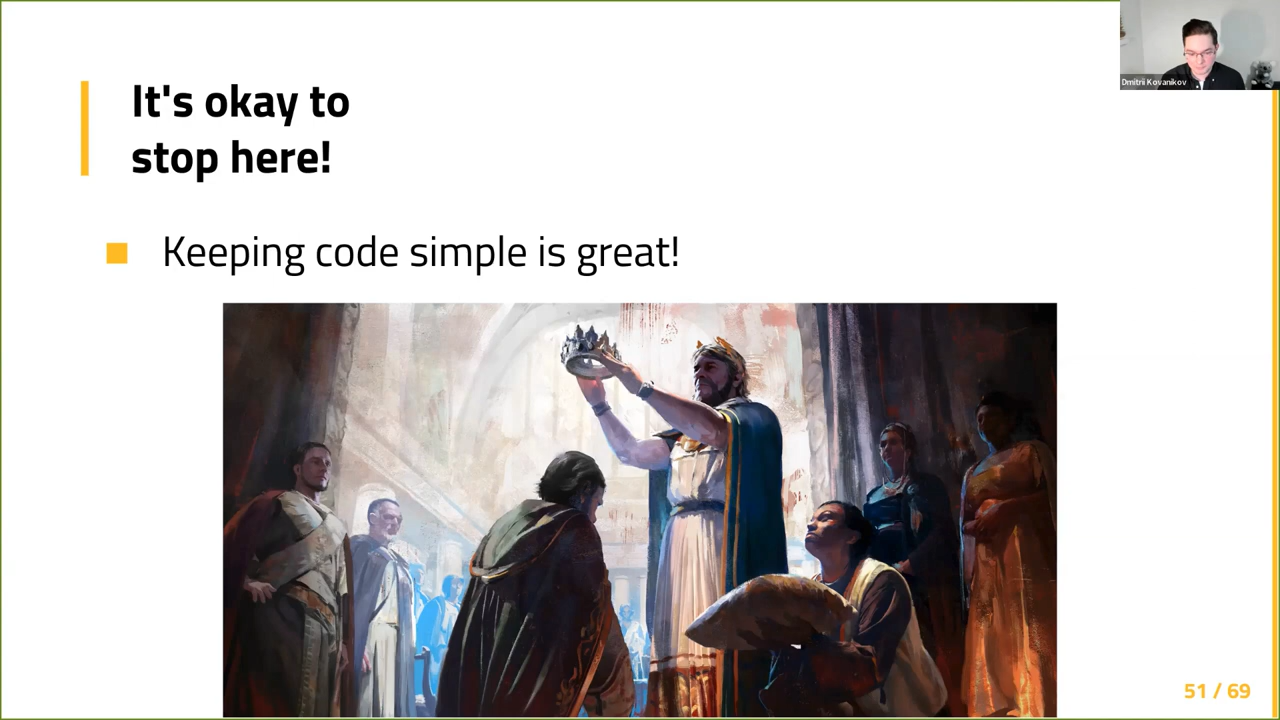 Dmitrii Kovanikov
It's okay to
stop here!
Keeping code simple is great!
51 / 69